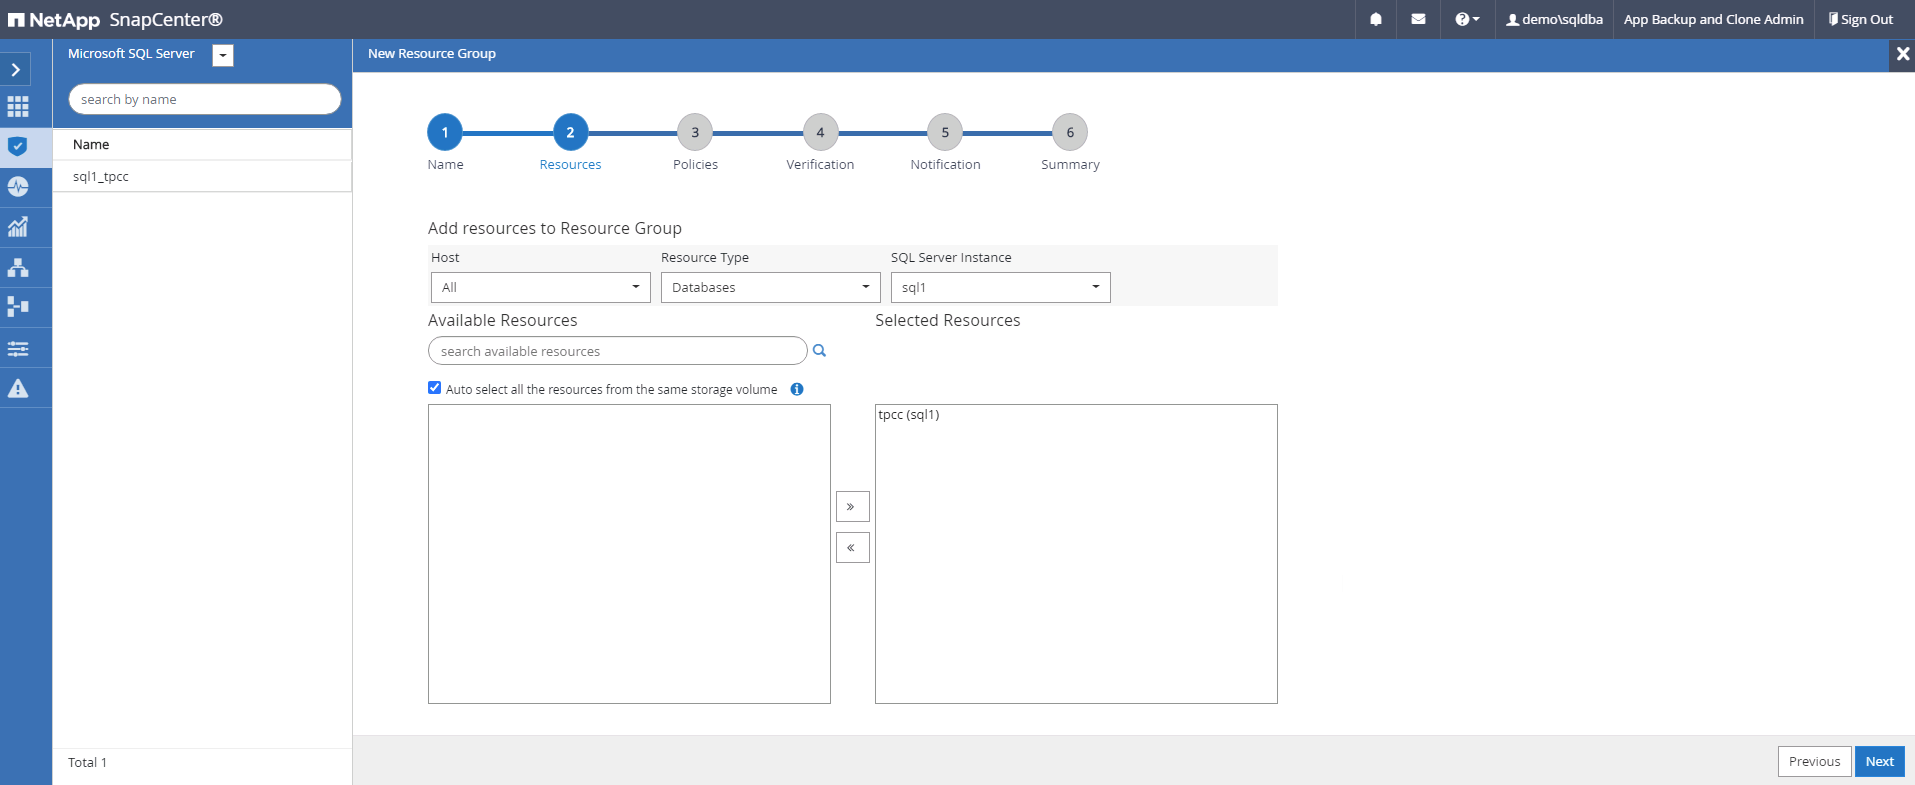 NetApp SnapCenter®
demo\sqldba
App Backup and Clone Admin
Sign Out
Microsoft SQL Server
search by name
Name
sql1_tpcc
Total 1
New Resource Group
1 2 3 4 5 6
Name Resources Policies Verification Notification Summary
Add resources to Resource Group
Host Resource Type SQL Server Instance
All Databases sql1
Available Resources Selected Resources
search available resources
Auto select all the resources from the same storage volume
tpcc (sql1)
Previous Next